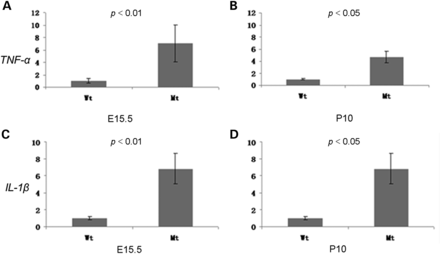 A p < 0.01
12
10
8
6
4
2
0
Wt Mt
TNF-α
E15.5
B p < 0.05
12
10
8
6
4
2
0
Wt Mt
P10
C p < 0.01
10
8
6
4
2
0
Wt Mt
IL-1β
E15.5
D p < 0.05
10
8
6
4
2
0
Wt Mt
P10